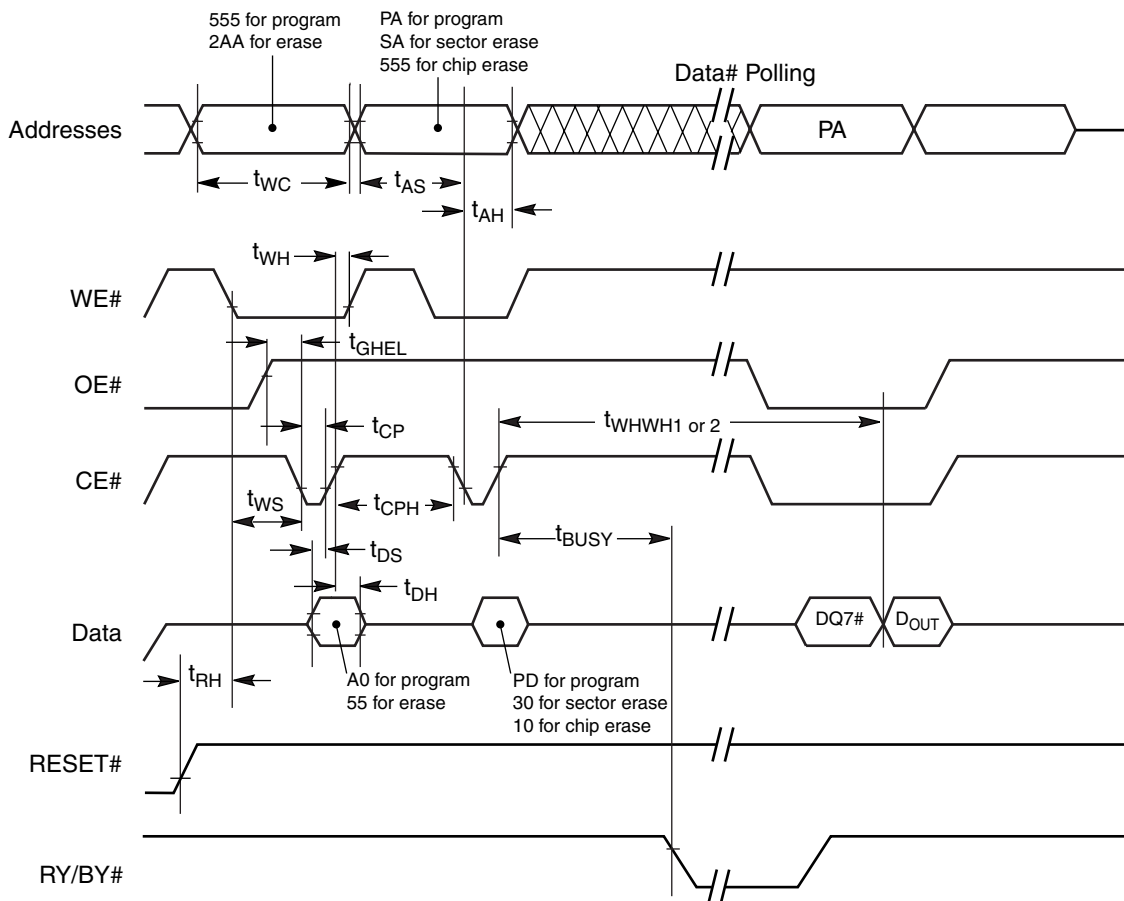 555 for program
2AA for erase
PA for program
SA for sector erase
555 for chip erase
Data# Polling
Addresses
PA
tWC
tAS
tAH
tWH
WE#
tGHEL
OE#
tWHWH1 or 2
tCP
CE#
tWS
tCPH
tBUSY
tDS
tDH
Data
DQ7#
DOUT
tRH
A0 for program
55 for erase
PD for program
30 for sector erase
10 for chip erase
RESET#
RY/BY#